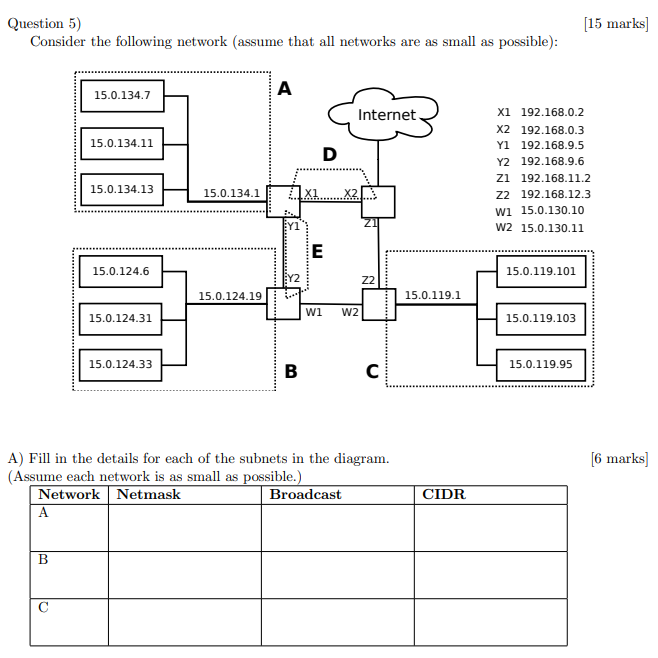 Question 5) [15 marks]
Consider the following network (assume that all networks are as small as possible):
A
15.0.134.7
15.0.134.11
15.0.134.13
15.0.134.1
Internet
D
X1 X2
Y1
Z1
E
Y2
Z2
X1 192.168.0.2
X2 192.168.0.3
Y1 192.168.9.5
Y2 192.168.9.6
Z1 192.168.11.2
Z2 192.168.12.3
W1 15.0.130.10
W2 15.0.130.11
15.0.124.6
15.0.124.31
15.0.124.33
15.0.124.19
W1 W2
15.0.119.1
15.0.119.101
15.0.119.103
15.0.119.95
B
C
A) Fill in the details for each of the subnets in the diagram. [6 marks]
(Assume each network is as small as possible.)
Network Netmask Broadcast CIDR
A
B
C